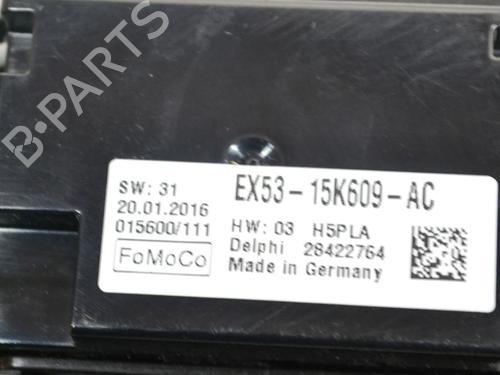 B-PARTS
SW: 31 EX53-15K609-AC
20.01.2016 HW: 03 H5PLA
015600/111 Delphi 28422764
FoMoCo Made in Germany